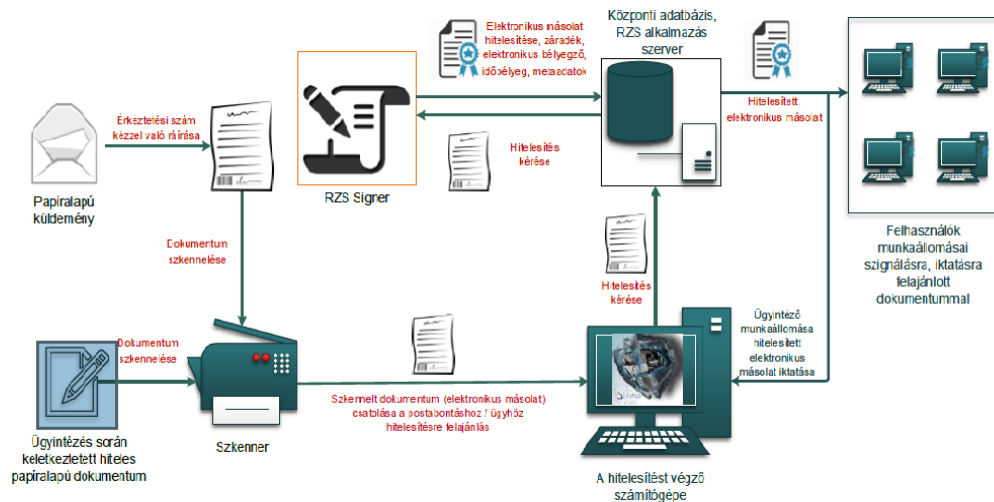 Elektronikus másolat
hitelesítése, záradék,
elektronikus bélyegző,
időbélyeg, metaadatok
Központi adatbázis,
RZS alkalmazás
szerver
Hitelesített
elektronikus másolat
Érkeztetési szám
kézzel való ráírása
Hitelesítés
kérése
Papíralapú
küldemény
RZS Signer
Felhasználók
munkaállomásai
szignálásra, iktatásra
felajánlott
dokumentummal
Dokumentum
szkennelése
Hitelesítés
kérése
Ügyintéző
munkaállomása
hitelesített
elektronikus
másolat iktatása
Dokumentum
szkennelése
Szkennelt dokumentum (elektronikus másolat)
csatolása a postabontáshoz / ügyhöz
hitelesítésre felajánlás
Szkenner
Ügyintézés során
keletkeztetett hiteles
papíralapú dokumentum
A hitelesítést végző
számítógépe